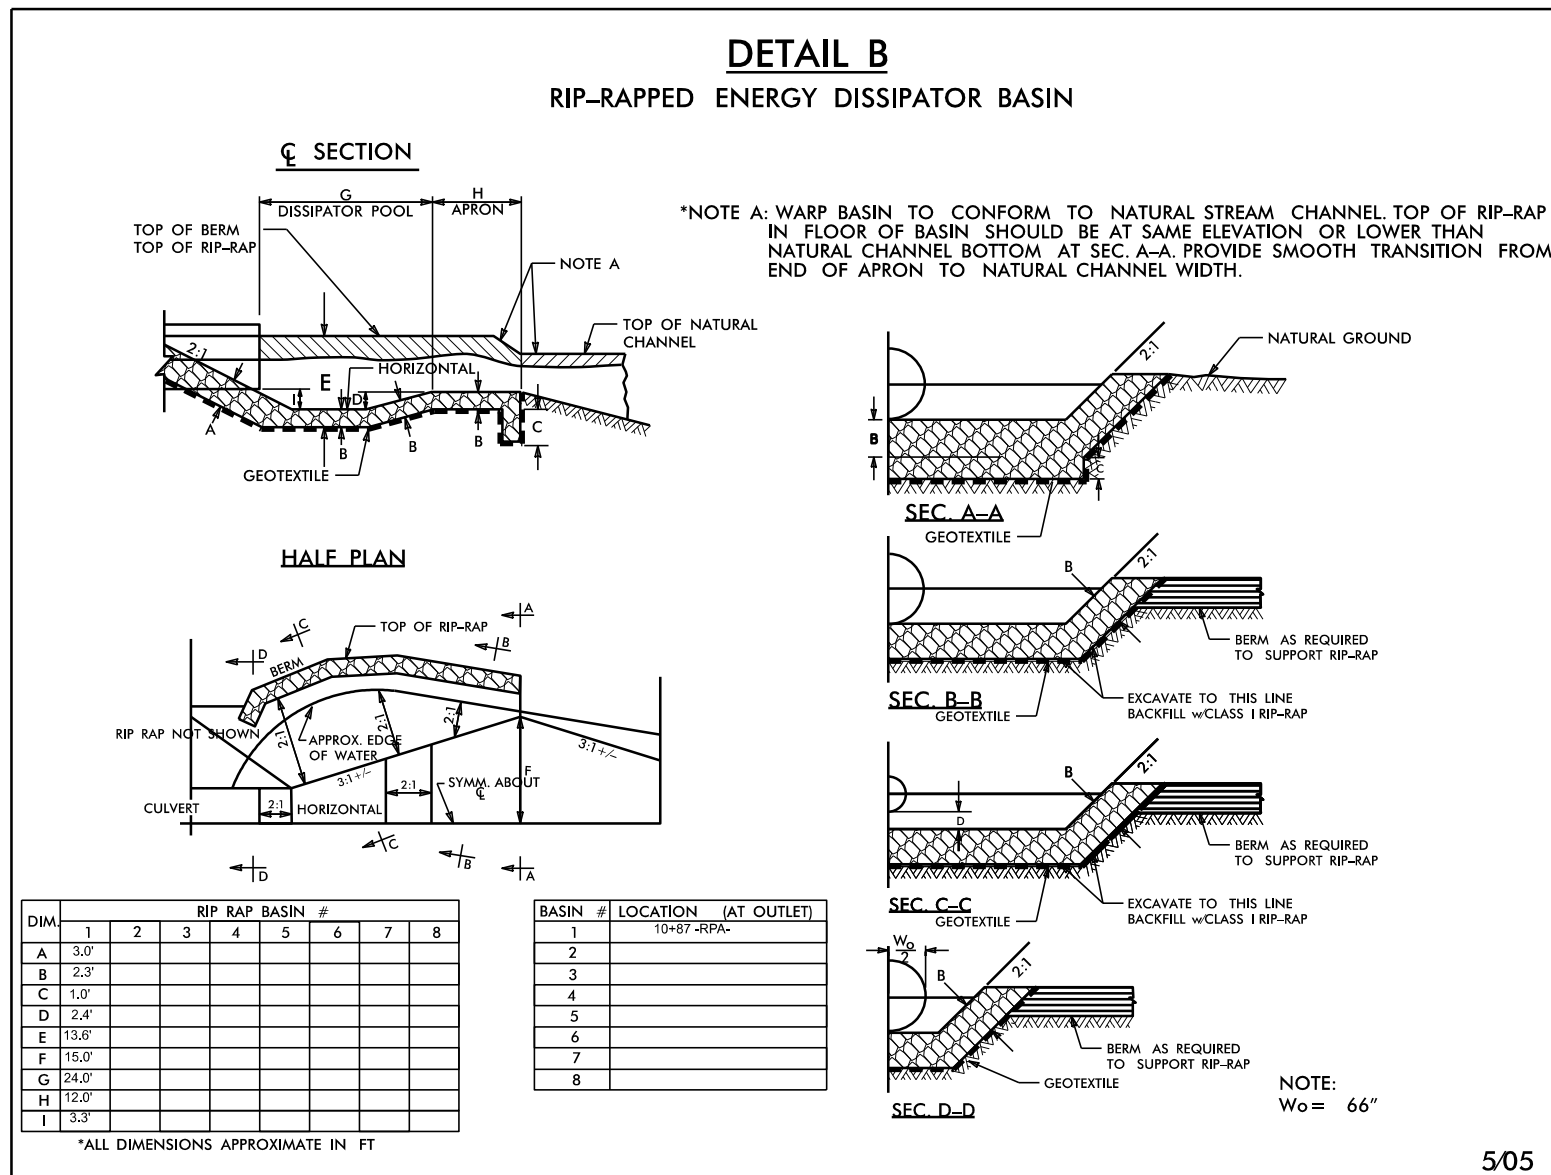 DETAIL B
RIP-RAPPED ENERGY DISSIPATOR BASIN
℄ SECTION
G
DISSIPATOR POOL
H
APRON
TOP OF BERM
TOP OF RIP-RAP
NOTE A
TOP OF NATURAL
CHANNEL
2:1
HORIZONTAL
E
I
D
A
B
B
B
C
GEOTEXTILE
*NOTE A: WARP BASIN TO CONFORM TO NATURAL STREAM CHANNEL. TOP OF RIP-RAP
IN FLOOR OF BASIN SHOULD BE AT SAME ELEVATION OR LOWER THAN
NATURAL CHANNEL BOTTOM AT SEC. A-A. PROVIDE SMOOTH TRANSITION FROM
END OF APRON TO NATURAL CHANNEL WIDTH.
2:1
NATURAL GROUND
B
C
SEC. A-A
GEOTEXTILE
HALF PLAN
A
B
C
D
TOP OF RIP-RAP
BERM
RIP RAP NOT SHOWN
2:1
2:1
2:1
APPROX. EDGE
OF WATER
3:1+/-
3:1+/-
F
SYMM. ABOUT
℄
CULVERT
2:1
HORIZONTAL
2:1
C
B
D
A
B
2:1
BERM AS REQUIRED
TO SUPPORT RIP-RAP
SEC. B-B
GEOTEXTILE
EXCAVATE TO THIS LINE
BACKFILL w/CLASS I RIP-RAP
B
2:1
D
BERM AS REQUIRED
TO SUPPORT RIP-RAP
SEC. C-C
GEOTEXTILE
EXCAVATE TO THIS LINE
BACKFILL w/CLASS I RIP-RAP
Wo
2
B
2:1
BERM AS REQUIRED
TO SUPPORT RIP-RAP
GEOTEXTILE
SEC. D-D
NOTE:
Wo = 66"
DIM. RIP RAP BASIN #
1 2 3 4 5 6 7 8
A 3.0'
B 2.3'
C 1.0'
D 2.4'
E 13.6'
F 15.0'
G 24.0'
H 12.0'
I 3.3'
*ALL DIMENSIONS APPROXIMATE IN FT
BASIN # LOCATION (AT OUTLET)
1 10+87 -RPA-
2
3
4
5
6
7
8
5/05